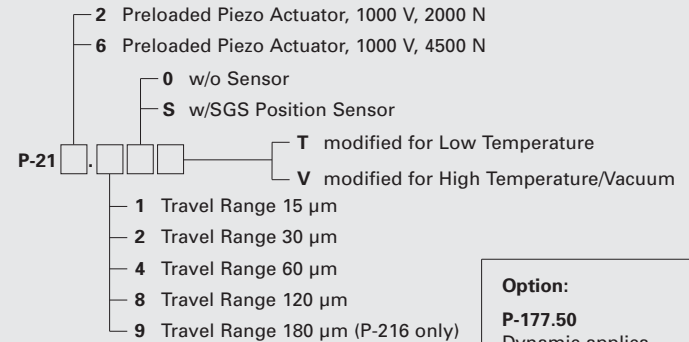 2 Preloaded Piezo Actuator, 1000 V, 2000 N
6 Preloaded Piezo Actuator, 1000 V, 4500 N
0 w/o Sensor
S w/SGS Position Sensor
T modified for Low Temperature
P-21 .
V modified for High Temperature/Vacuum
1 Travel Range 15 µm
2 Travel Range 30 µm
4 Travel Range 60 µm
8 Travel Range 120 µm
9 Travel Range 180 µm (P-216 only)
Option:
P-177.50
Dynamic applica